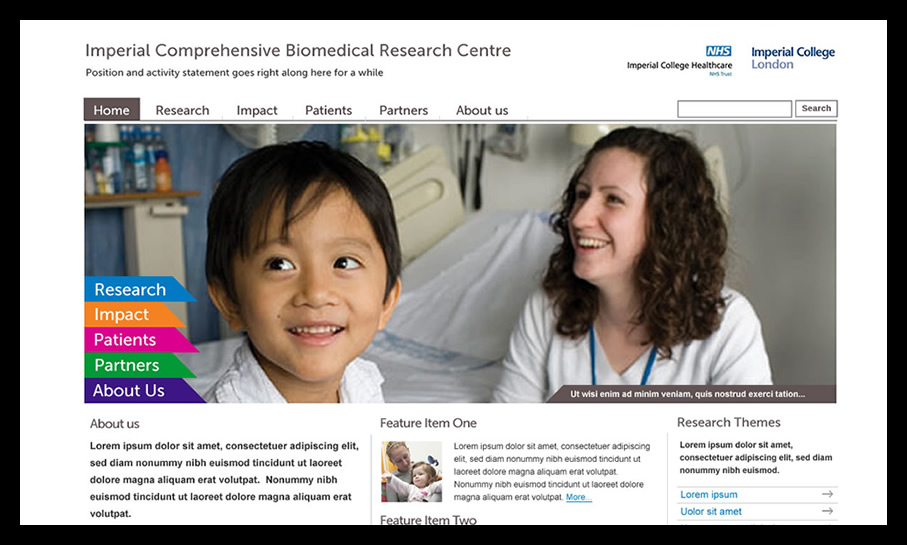 Imperial Comprehensive Biomedical Research Centre
Position and activity statement goes right along here for a while
NHS
Imperial College Healthcare
NHS Trust
Imperial College
London
Home Research Impact Patients Partners About us
Search
Research
Impact
Patients
Partners
About Us
Ut wisi enim ad minim veniam, quis nostrud exerci tation...
About us
Lorem ipsum dolor sit amet, consectetuer adipiscing elit,
sed diam nonummy nibh euismod tincidunt ut laoreet
dolore magna aliquam erat volutpat. Nonummy nibh
euismod tincidunt ut laoreet dolore magna aliquam erat
volutpat.
Feature Item One
Lorem ipsum dolor sit amet, consectetuer adipiscing
elit, sed diam nonummy nibh euismod tincidunt ut
laoreet dolore magna aliquam erat volutpat.
Nonummy nibh euismod tincidunt ut laoreet dolore
magna aliquam erat volutpat. More...
Feature Item Two
Research Themes
Lorem ipsum dolor sit amet,
consectetuer adipiscing elit, sed diam
nonummy nibh euismod.
Lorem ipsum
Uolor sit amet